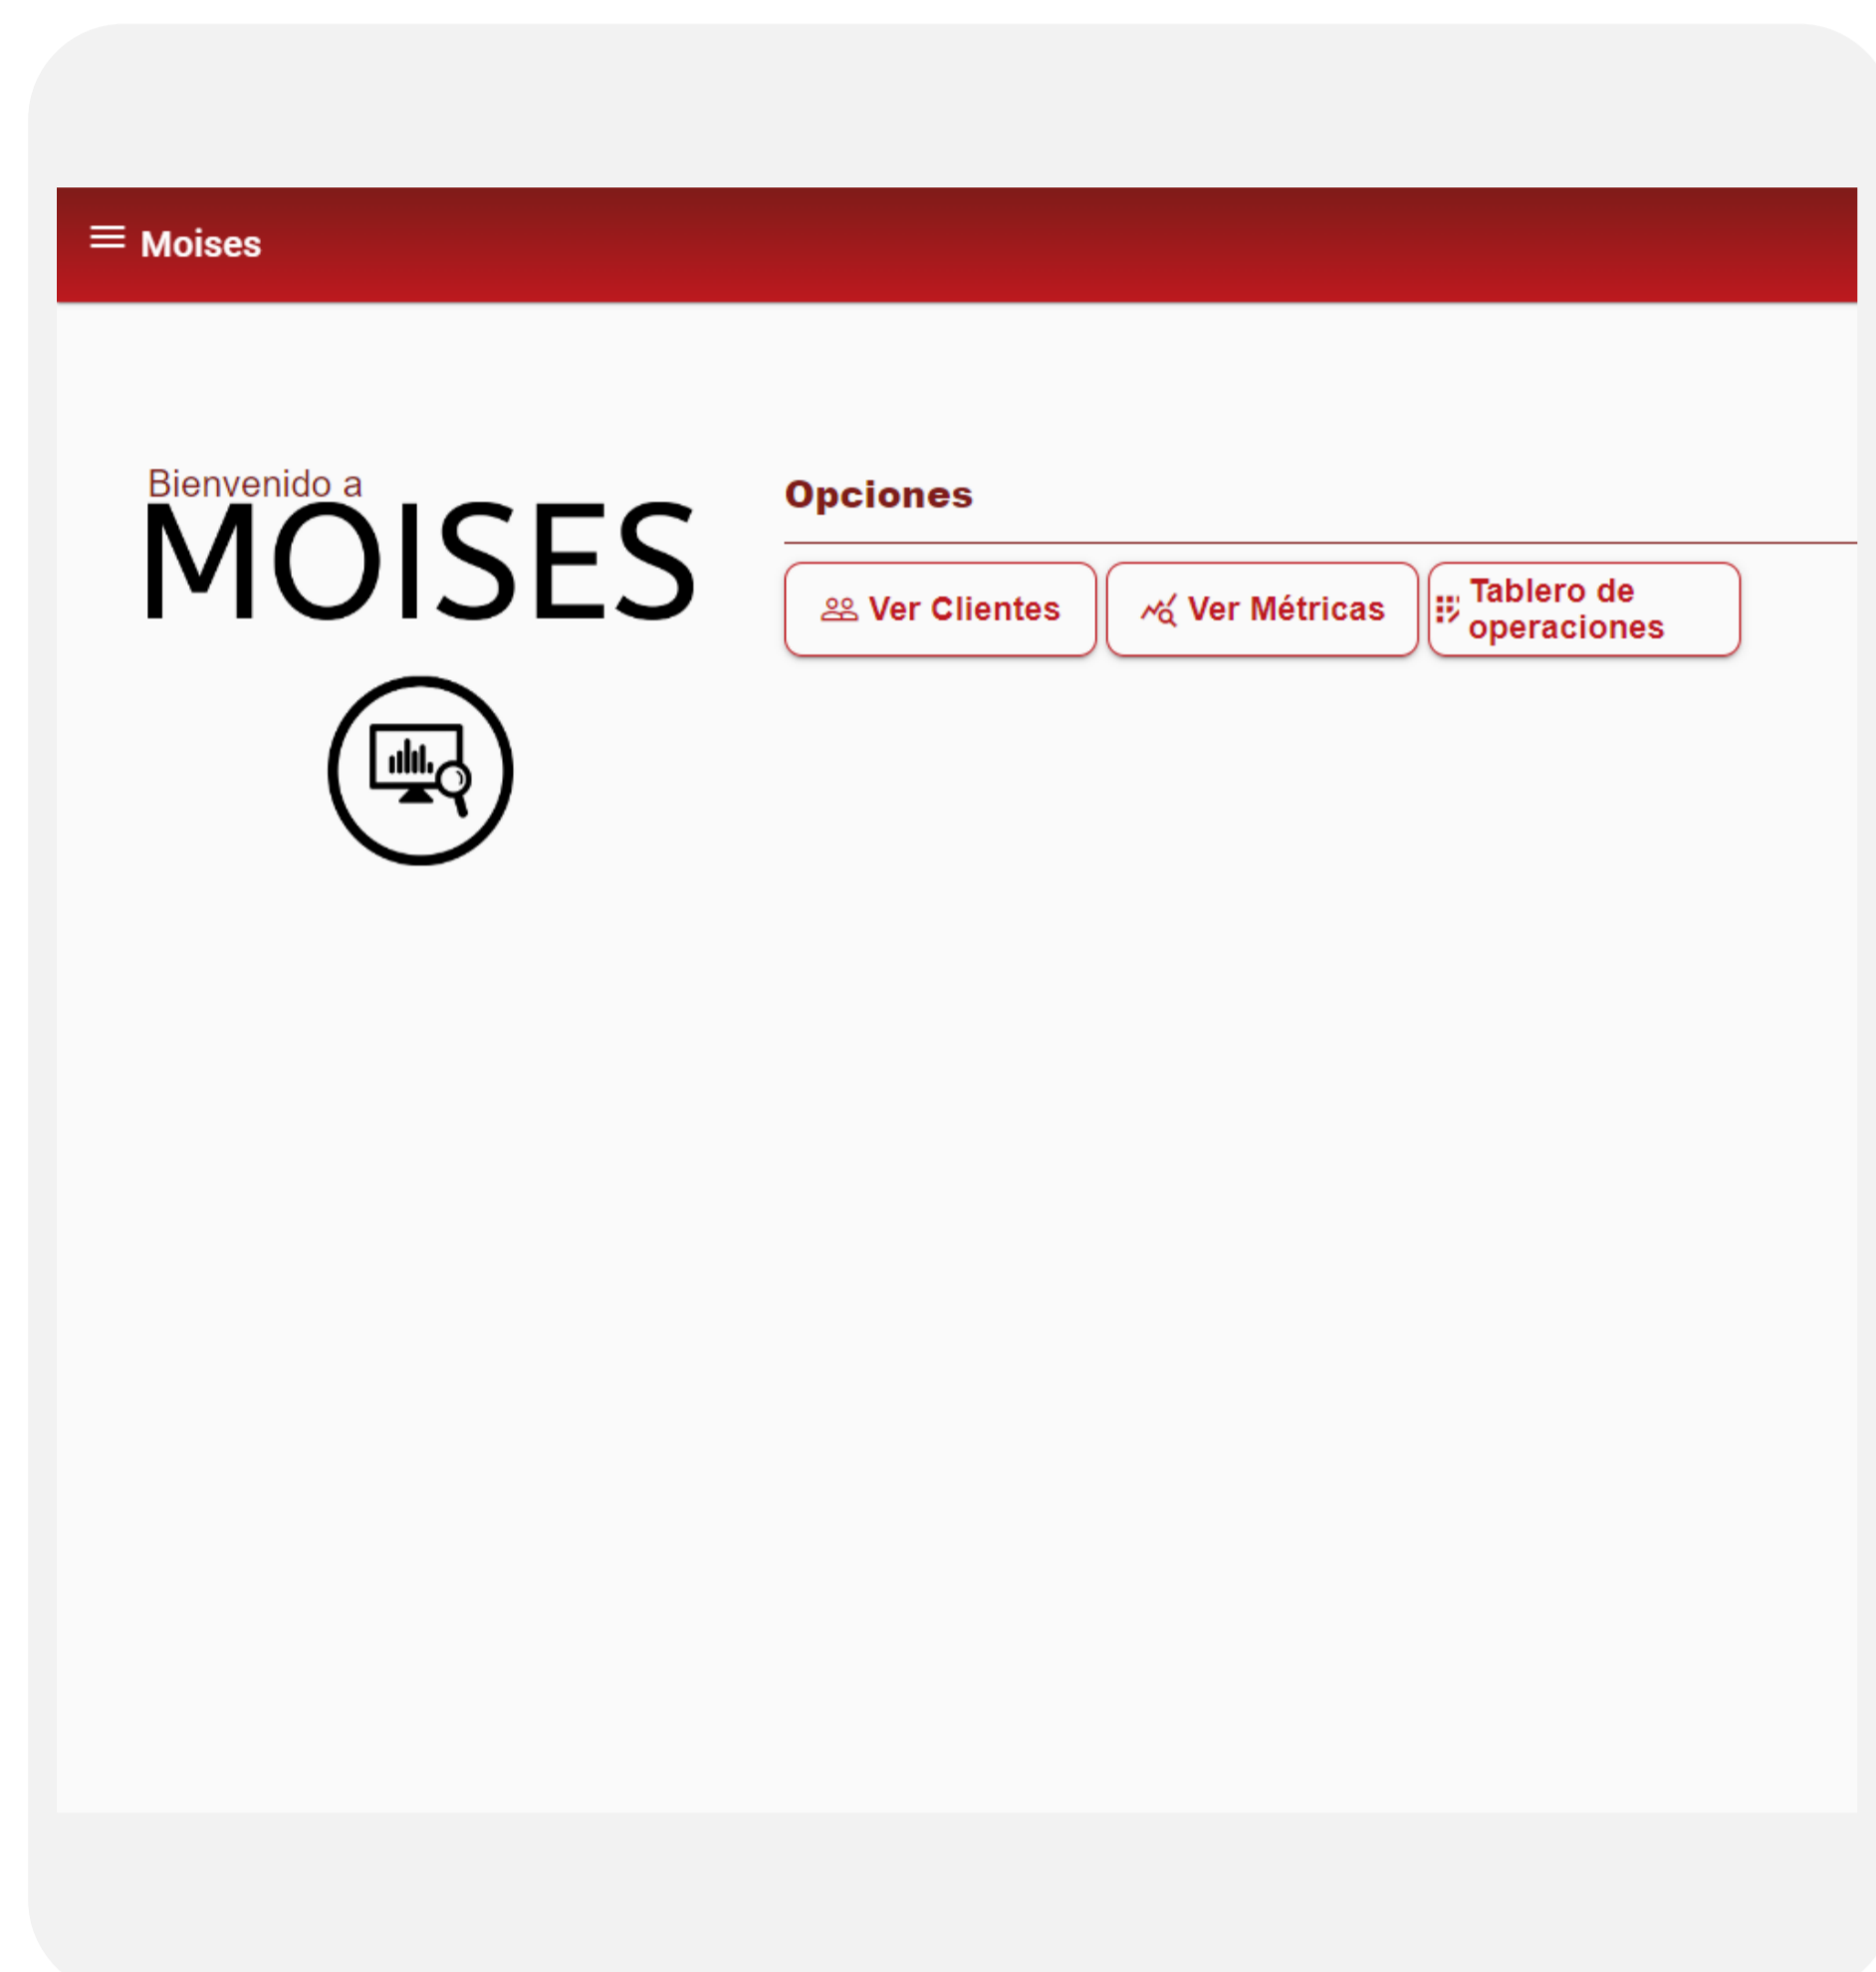 Moises
Bienvenido a
MOISES
Opciones
Ver Clientes
Ver Métricas
Tablero de
operaciones